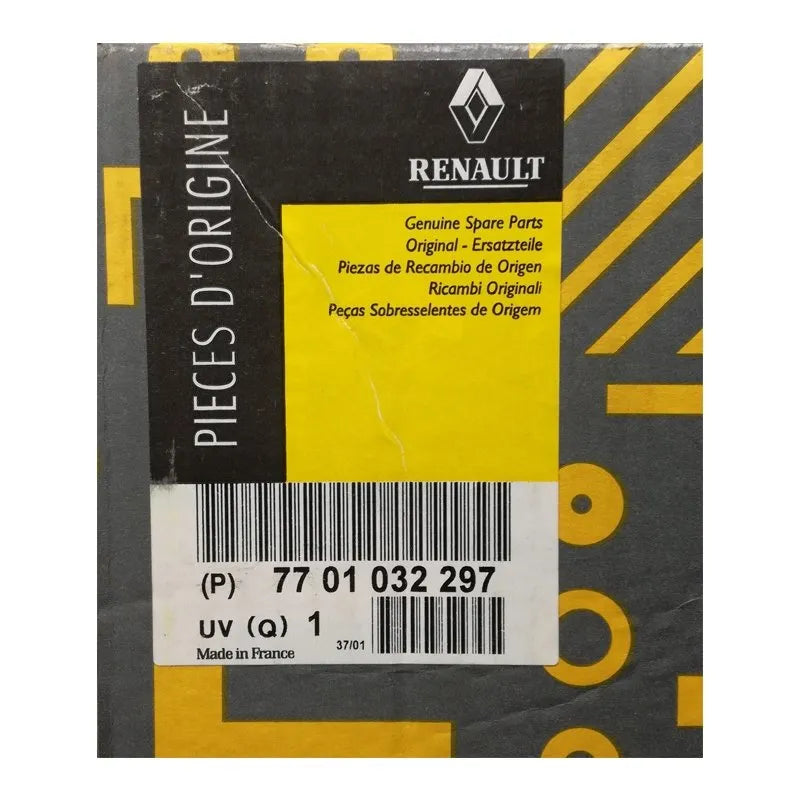 RENAULT
PIECES D'ORIGINE
Genuine Spare Parts
Original - Ersatzteile
Piezas de Recambio de Origen
Ricambi Originali
Peças Sobresselentes de Origem
(P) 77 01 032 297
UV (Q) 1
37/01
Made in France